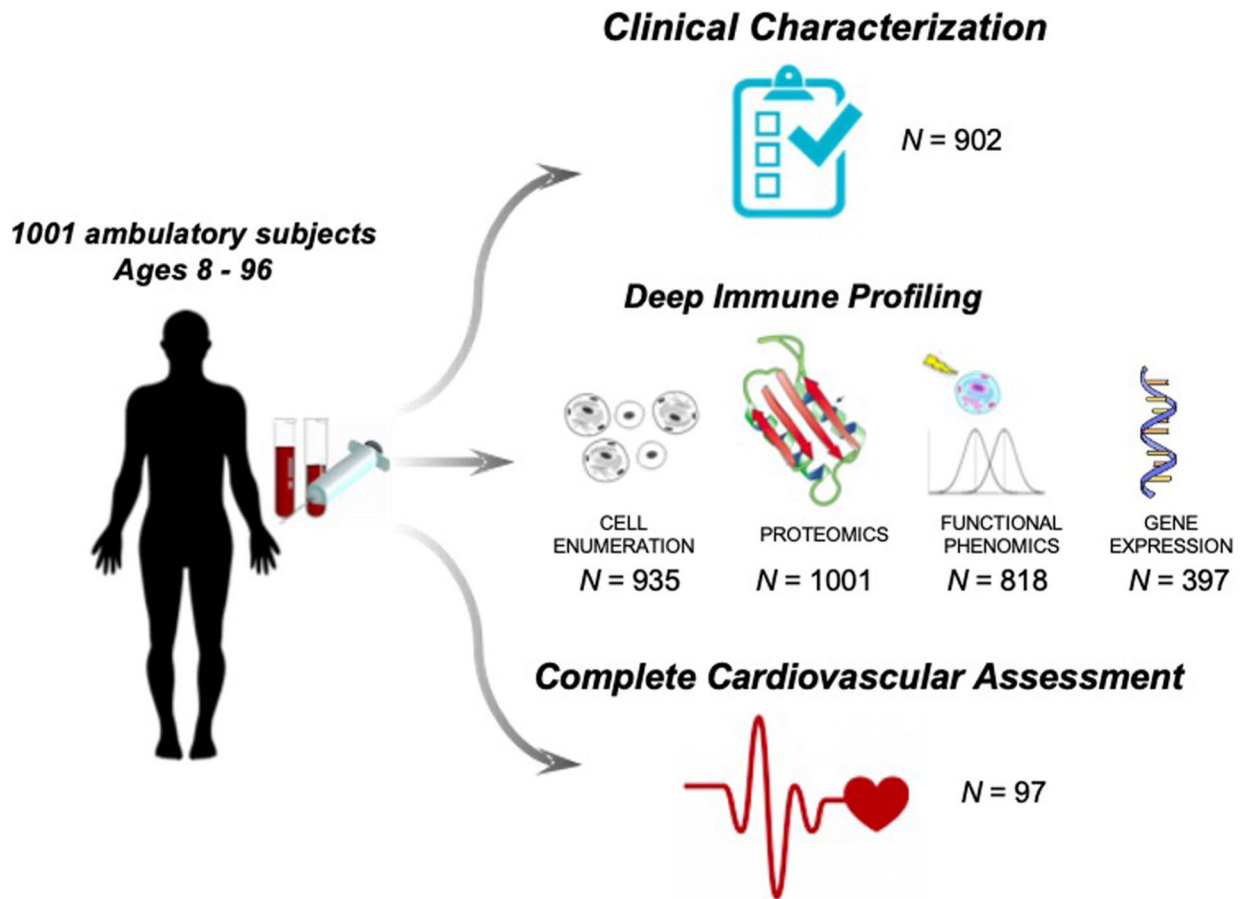 Clinical Characterization
N = 902
1001 ambulatory subjects
Ages 8 - 96
Deep Immune Profiling
CELL
ENUMERATION
N = 935
PROTEOMICS
N = 1001
FUNCTIONAL
PHENOMICS
N = 818
GENE
EXPRESSION
N = 397
Complete Cardiovascular Assessment
N = 97